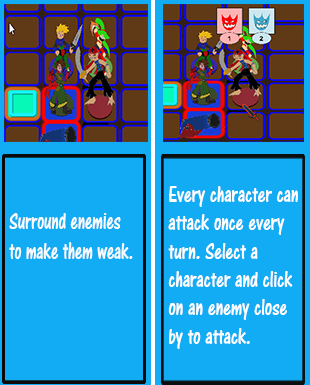 1 2
Surround enemies
to make them weak.
Every character can
attack once every
turn. Select a
character and click
on an enemy close
by to attack.